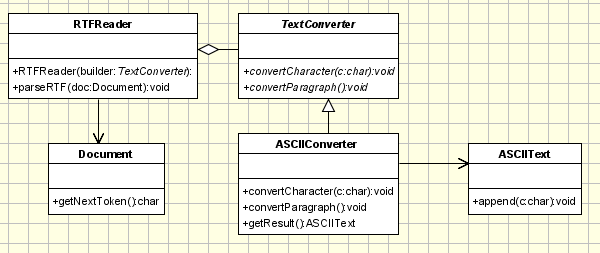 RTFReader
+RTFReader(builder:TextConverter):
+parseRTF(doc:Document):void
TextConverter
+convertCharacter(c:char):void
+convertParagraph():void
Document
+getNextToken():char
ASCIIConverter
+convertCharacter(c:char):void
+convertParagraph():void
+getResult():ASCIIText
ASCIIText
+append(c:char):void